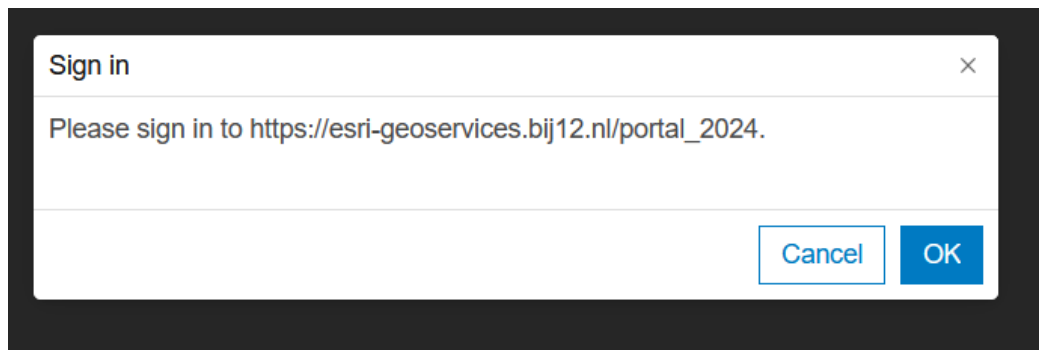 Sign in
Please sign in to https://esri-geoservices.bij12.nl/portal_2024.
Cancel
OK